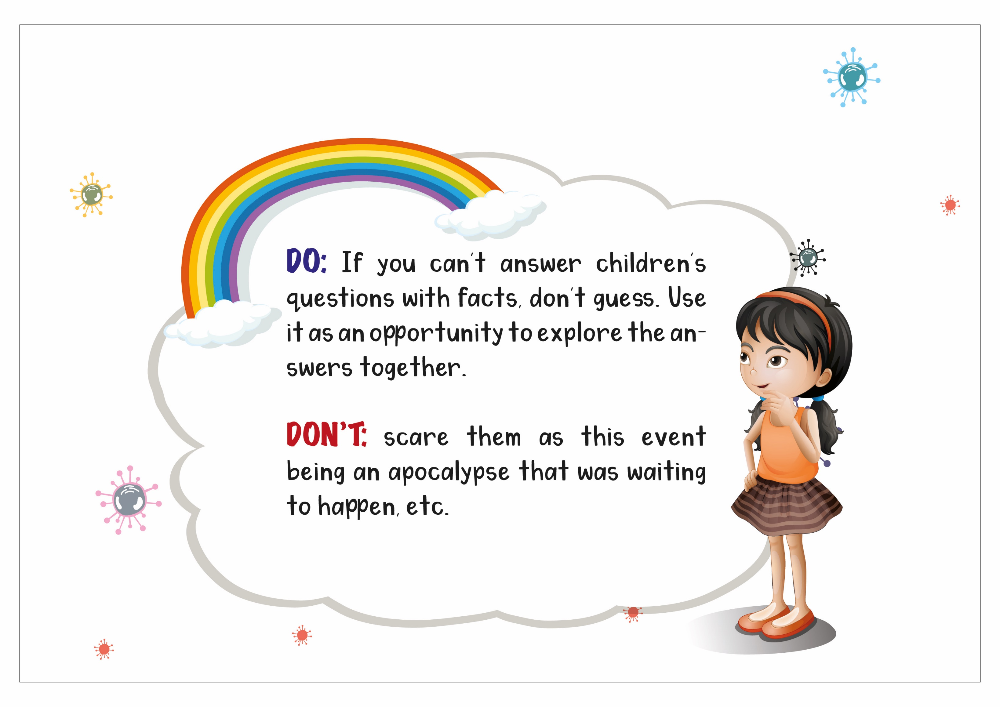 DO: If you can't answer children's
questions with facts, don't guess. Use
it as an opportunity to explore the an-
swers together.
DON'T: scare them as this event
being an apocalypse that was waiting
to happen, etc.